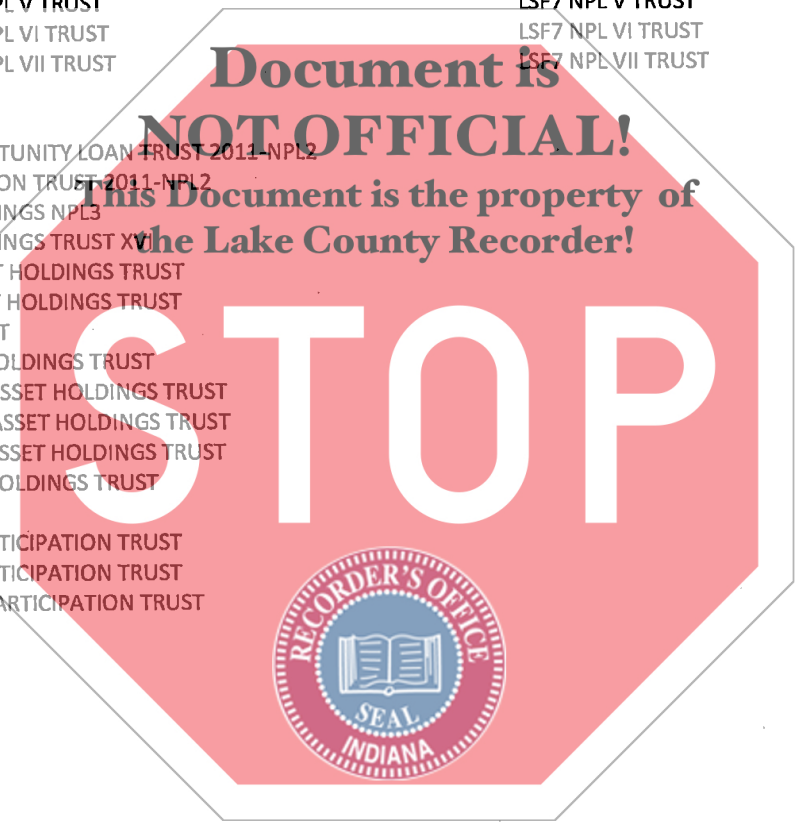 PL V TRUST LSF7 NPL V TRUST
PL VI TRUST LSF7 NPL VI TRUST
PL VII TRUST LSF7 NPL VII TRUST
Document is
NOT OFFICIAL!
TUNITY LOAN TRUST 2011-NPL2
ON TRUST 2011-NPL2
This Document is the property of
INGS NPL3
INGS TRUST XVI
the Lake County Recorder!
T HOLDINGS TRUST
T HOLDINGS TRUST
T
OLDINGS TRUST
SSET HOLDINGS TRUST
ASSET HOLDINGS TRUST
SSET HOLDINGS TRUST
OLDINGS TRUST
STOP
TICIPATION TRUST
TICIPATION TRUST
ARTICIPATION TRUST
RECORDER'S OFFICE
SEAL
INDIANA